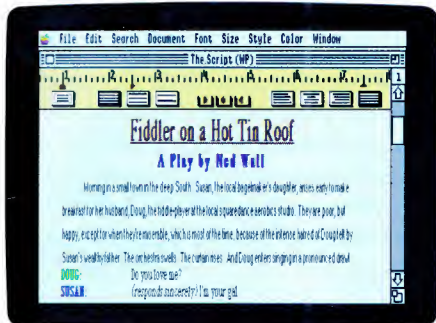 File Edit Search Document Font Size Style Color Window
The Script (WP)
1
Fiddler on a Hot Tin Roof
A Play by Ned Wall
Morning in a small town in the deep South. Susan, the local bagelmaker's daughter, arises early to make
breakfast for her husband, Doug, the fiddle-player at the local square dance aerobics studio. They are poor, but
happy, except for when they're miserable, which is most of the time, because of the intense hatred of Doug felt by
Susan's wealthy father. The orchestra swells. The curtain rises. And Doug enters singing in a pronounced drawl
DOUG: Do you love me?
SUSAN: (responds sincerely) I'm your gal.